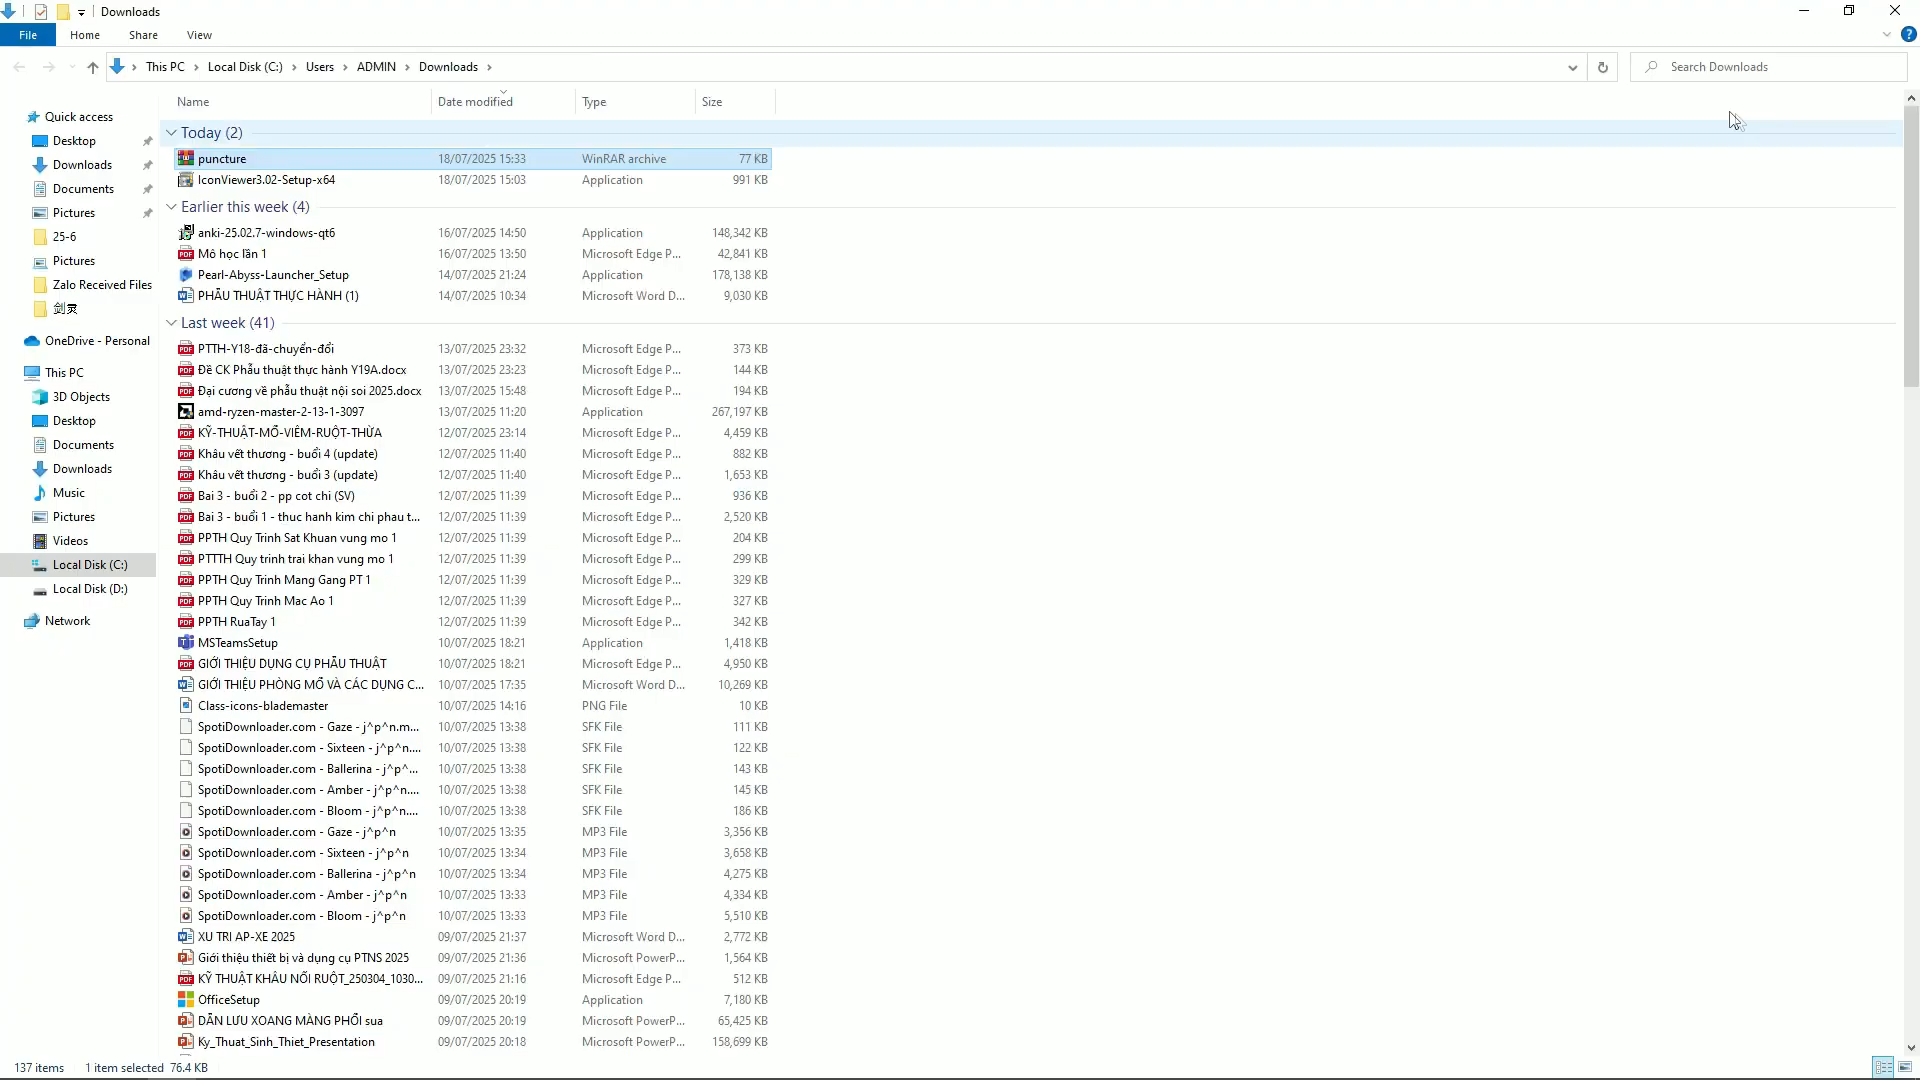 Downloads
File Home Share View
This PC Local Disk (C:) Users ADMIN Downloads Search Downloads
Name Date modified Type Size
Quick access
Desktop
Downloads
Documents
Pictures
25-6
Pictures
Zalo Received Files
剑灵
OneDrive - Personal
This PC
3D Objects
Desktop
Documents
Downloads
Music
Pictures
Videos
Local Disk (C:)
Local Disk (D:)
Network
Today (2)
puncture 18/07/2025 15:33 WinRAR archive 77 KB
IconViewer3.02-Setup-x64 18/07/2025 15:03 Application 991 KB
Earlier this week (4)
anki-25.02.7-windows-qt6 16/07/2025 14:50 Application 148,342 KB
Mô học lần 1 16/07/2025 13:50 Microsoft Edge P... 42,841 KB
Pearl-Abyss-Launcher_Setup 14/07/2025 21:24 Application 178,138 KB
PHẪU THUẬT THỰC HÀNH (1) 14/07/2025 10:34 Microsoft Word D... 9,030 KB
Last week (41)
PTTH-Y18-đã-chuyển-đổi 13/07/2025 23:32 Microsoft Edge P... 373 KB
Đề CK Phẫu thuật thực hành Y19A.docx 13/07/2025 23:23 Microsoft Edge P... 144 KB
Đại cương về phẫu thuật nội soi 2025.docx 13/07/2025 15:48 Microsoft Edge P... 194 KB
amd-ryzen-master-2-13-1-3097 13/07/2025 11:20 Application 267,197 KB
KỸ-THUẬT-MỔ-VIÊM-RUỘT-THỪA 12/07/2025 23:14 Microsoft Edge P... 4,459 KB
Khâu vết thương - buổi 4 (update) 12/07/2025 11:40 Microsoft Edge P... 882 KB
Khâu vết thương - buổi 3 (update) 12/07/2025 11:40 Microsoft Edge P... 1,653 KB
Bai 3 - buổi 2 - pp cot chi (SV) 12/07/2025 11:39 Microsoft Edge P... 936 KB
Bai 3 - buổi 1 - thuc hanh kim chi phau t... 12/07/2025 11:39 Microsoft Edge P... 2,520 KB
PPTH Quy Trinh Sat Khuan vung mo 1 12/07/2025 11:39 Microsoft Edge P... 204 KB
PTTTH Quy trinh trai khan vung mo 1 12/07/2025 11:39 Microsoft Edge P... 299 KB
PPTH Quy Trinh Mang Gang PT 1 12/07/2025 11:39 Microsoft Edge P... 329 KB
PPTH Quy Trinh Mac Ao 1 12/07/2025 11:39 Microsoft Edge P... 327 KB
PPTH RuaTay 1 12/07/2025 11:39 Microsoft Edge P... 342 KB
MSTeamsSetup 10/07/2025 18:21 Application 1,418 KB
GIỚI THIỆU DỤNG CỤ PHẪU THUẬT 10/07/2025 18:21 Microsoft Edge P... 4,950 KB
GIỚI THIỆU PHÒNG MỔ VÀ CÁC DỤNG C... 10/07/2025 17:35 Microsoft Word D... 10,269 KB
Class-icons-blademaster 10/07/2025 14:16 PNG File 10 KB
SpotiDownloader.com - Gaze - j^p^n.m... 10/07/2025 13:38 SFK File 111 KB
SpotiDownloader.com - Sixteen - j^p^n.... 10/07/2025 13:38 SFK File 122 KB
SpotiDownloader.com - Ballerina - j^p^... 10/07/2025 13:38 SFK File 143 KB
SpotiDownloader.com - Amber - j^p^n.... 10/07/2025 13:38 SFK File 145 KB
SpotiDownloader.com - Bloom - j^p^n.... 10/07/2025 13:38 SFK File 186 KB
SpotiDownloader.com - Gaze - j^p^n 10/07/2025 13:35 MP3 File 3,356 KB
SpotiDownloader.com - Sixteen - j^p^n 10/07/2025 13:34 MP3 File 3,658 KB
SpotiDownloader.com - Ballerina - j^p^n 10/07/2025 13:34 MP3 File 4,275 KB
SpotiDownloader.com - Amber - j^p^n 10/07/2025 13:33 MP3 File 4,334 KB
SpotiDownloader.com - Bloom - j^p^n 10/07/2025 13:33 MP3 File 5,510 KB
XU TRI AP-XE 2025 09/07/2025 21:37 Microsoft Word D... 2,772 KB
Giới thiệu thiết bị và dụng cụ PTNS 2025 09/07/2025 21:36 Microsoft PowerP... 1,564 KB
KỸ THUẬT KHÂU NỐI RUỘT_250304_1030... 09/07/2025 21:16 Microsoft Edge P... 512 KB
OfficeSetup 09/07/2025 20:19 Application 7,180 KB
DẪN LƯU XOANG MÀNG PHỔI sua 09/07/2025 20:19 Microsoft PowerP... 65,425 KB
Ky_Thuat_Sinh_Thiet_Presentation 09/07/2025 20:18 Microsoft PowerP... 158,699 KB
137 items 1 item selected 76.4 KB